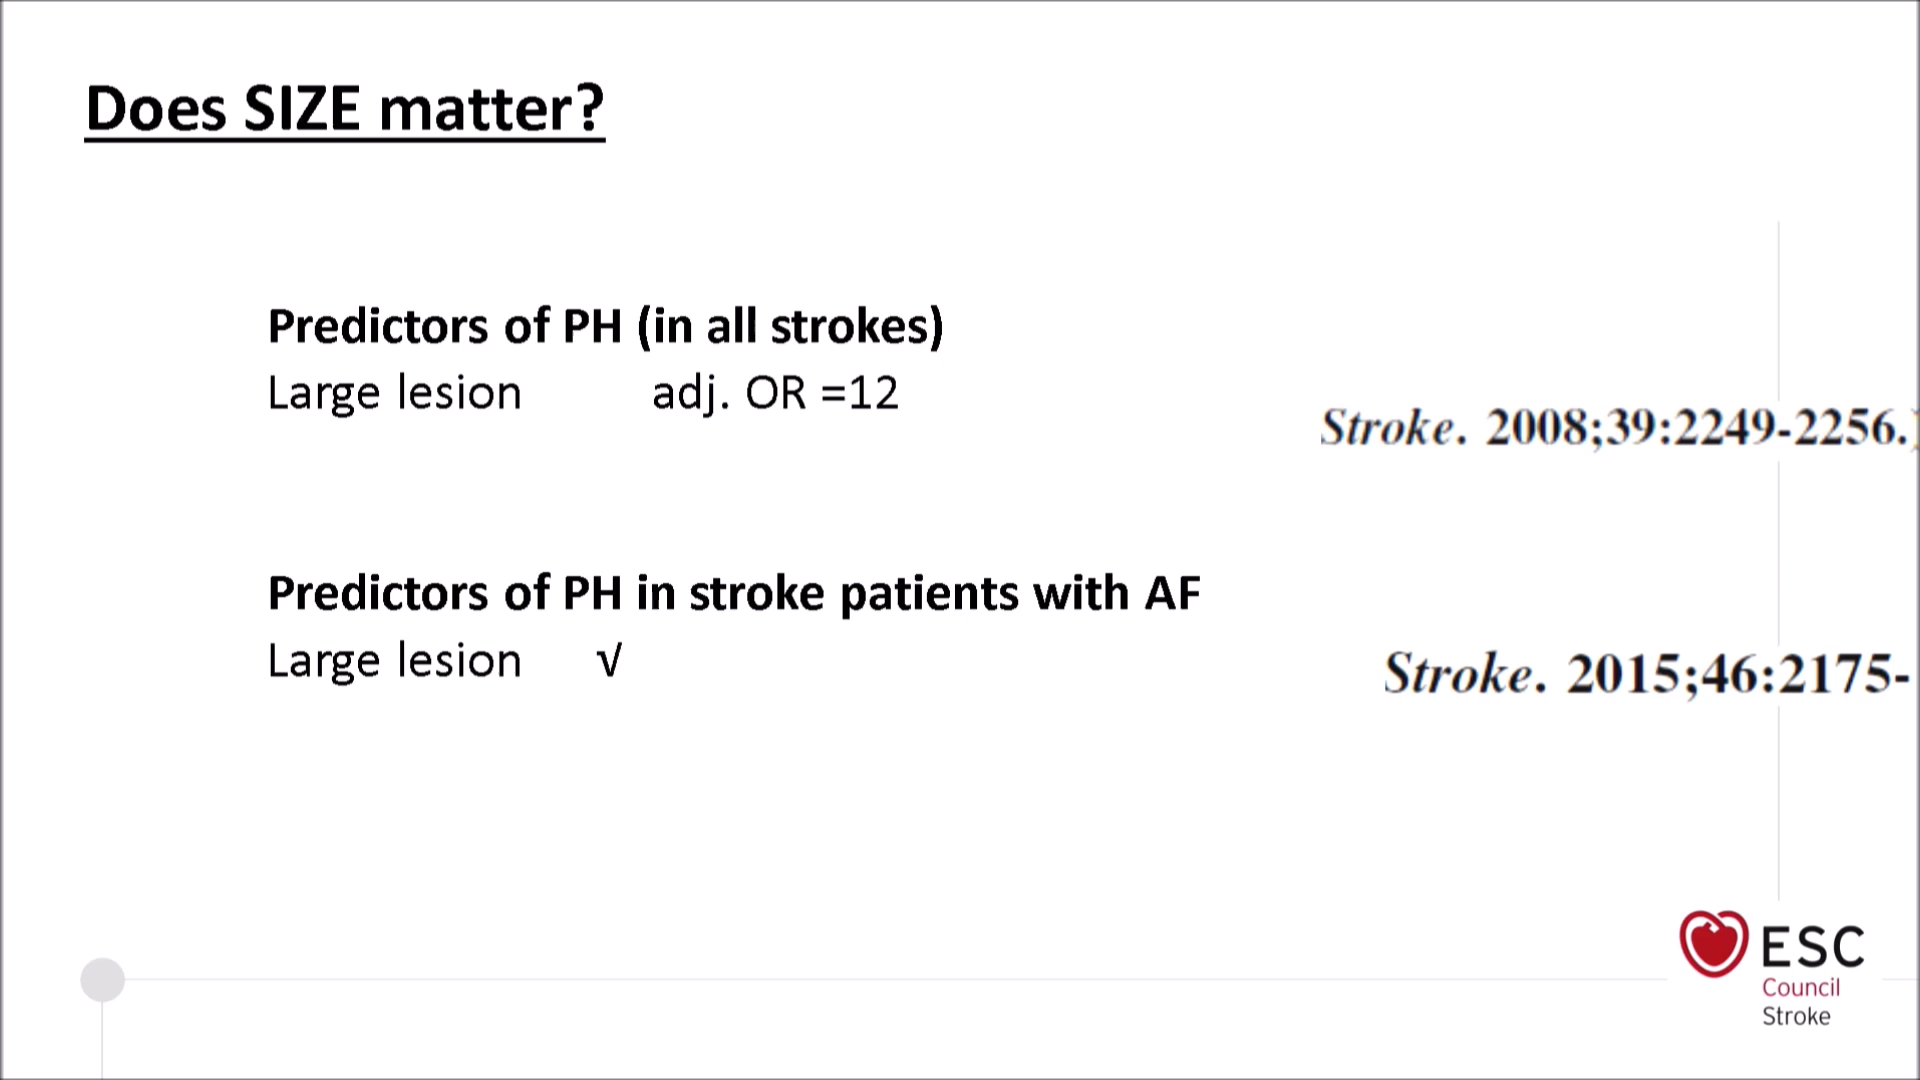 Does SIZE matter?
Predictors of PH (in all strokes)
Large lesion adj. OR =12
Stroke. 2008;39:2249-2256.
Predictors of PH in stroke patients with AF
Large lesion √
Stroke. 2015;46:2175-
ESC
Council
Stroke